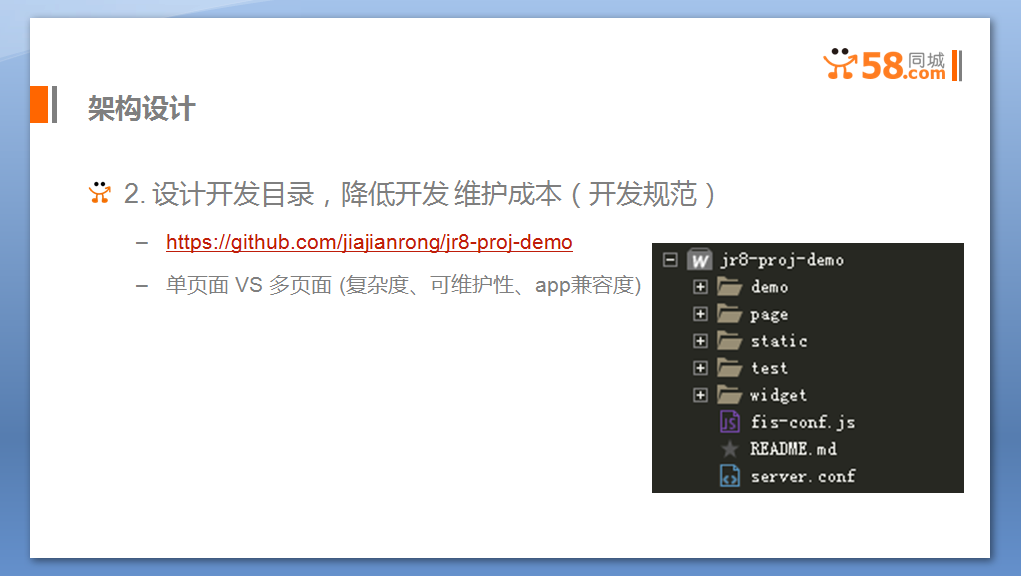 58同城.com
架构设计
2. 设计开发目录，降低开发 维护成本（开发规范）
– https://github.com/jiajianrong/jr8-proj-demo
– 单页面 VS 多页面 (复杂度、可维护性、app兼容度)
jr8-proj-demo
demo
page
static
test
widget
fis-conf.js
README.md
server.conf